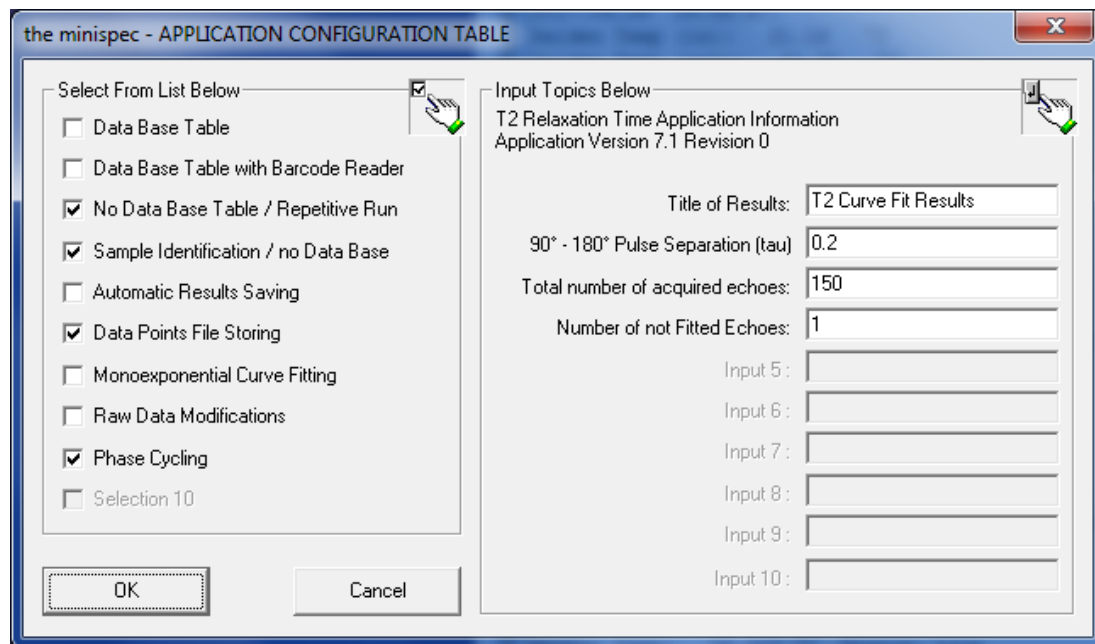 the minispec - APPLICATION CONFIGURATION TABLE
Select From List Below
Data Base Table
Data Base Table with Barcode Reader
No Data Base Table / Repetitive Run
Sample Identification / no Data Base
Automatic Results Saving
Data Points File Storing
Monoexponential Curve Fitting
Raw Data Modifications
Phase Cycling
Selection 10
OK
Cancel
Input Topics Below
T2 Relaxation Time Application Information
Application Version 7.1 Revision 0
Title of Results: T2 Curve Fit Results
90° - 180° Pulse Separation (tau) 0.2
Total number of acquired echoes: 150
Number of not Fitted Echoes: 1
Input 5 :
Input 6 :
Input 7 :
Input 8 :
Input 9 :
Input 10 :